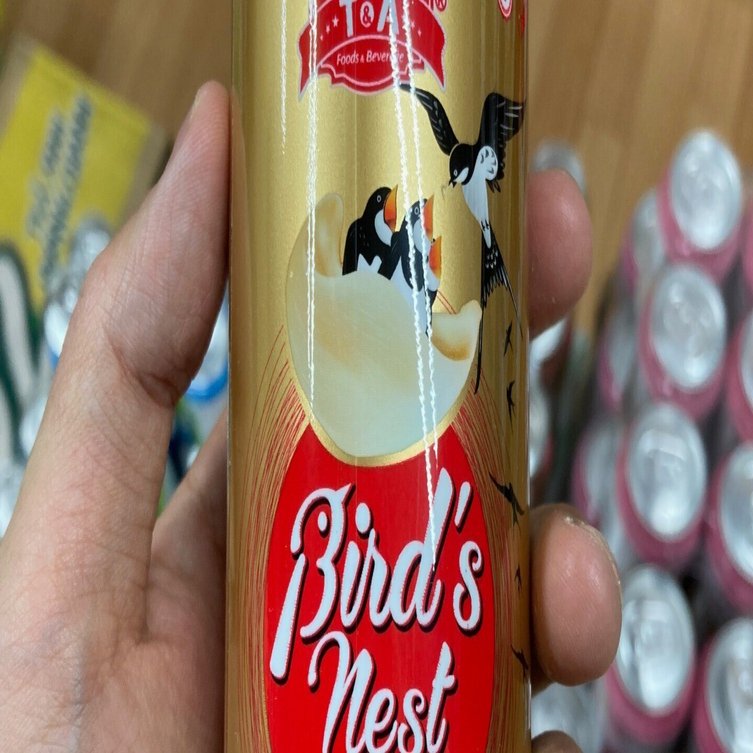 T&A
Foods & Beverage
Bird's
Nest